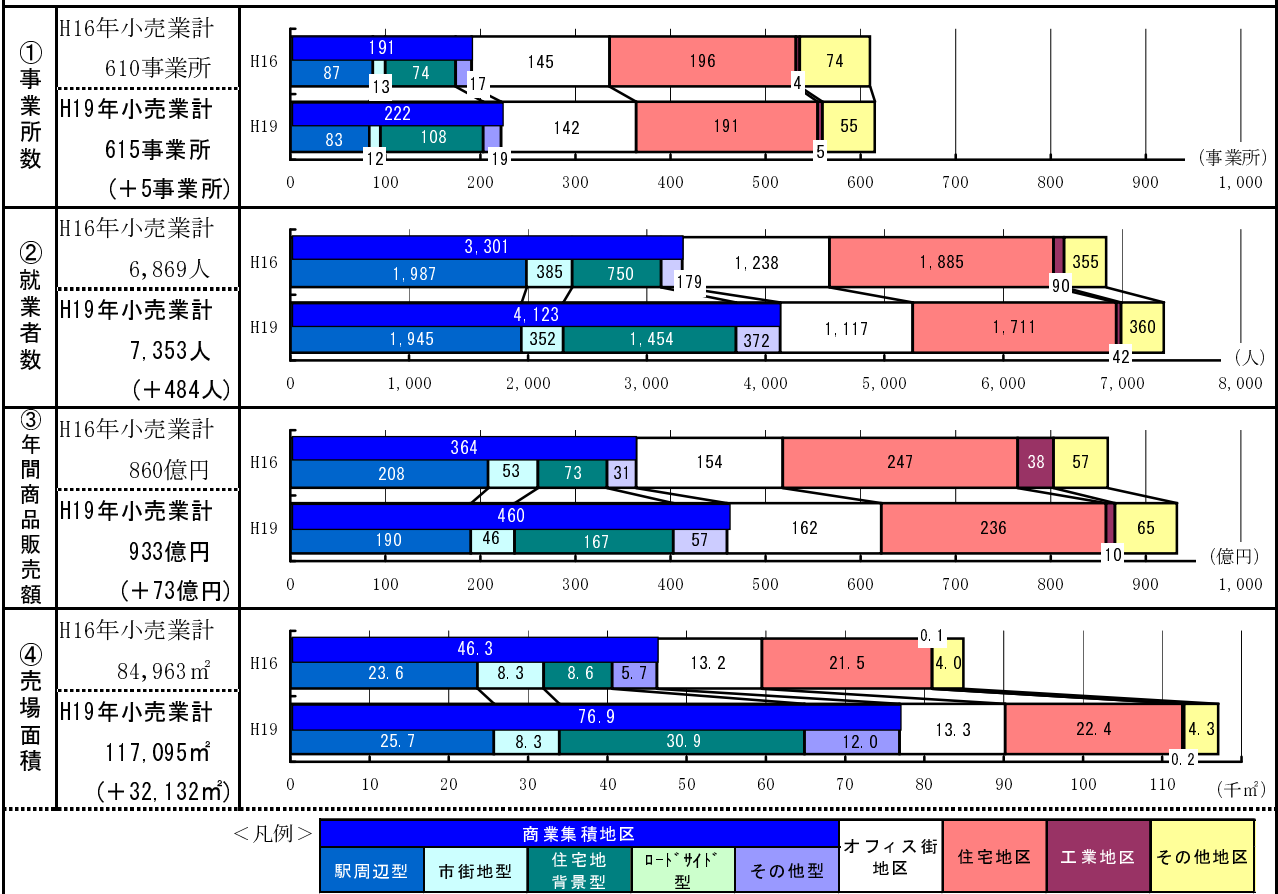 ①事業所数
H16年小売業計
610事業所
H19年小売業計
615事業所
(+5事業所)
H16
191
87
13
74
17
145
196
4
74
H19
222
83
12
108
19
142
191
5
55
(事業所)
0 100 200 300 400 500 600 700 800 900 1,000
②就業者数
H16年小売業計
6,869人
H19年小売業計
7,353人
(+484人)
H16
3,301
1,987
385
750
179
1,238
1,885
90
355
H19
4,123
1,945
352
1,454
372
1,117
1,711
42
360
(人)
0 1,000 2,000 3,000 4,000 5,000 6,000 7,000 8,000
③年間商品販売額
H16年小売業計
860億円
H19年小売業計
933億円
(+73億円)
H16
364
208
53
73
31
154
247
38
57
H19
460
190
46
167
57
162
236
10
65
(億円)
0 100 200 300 400 500 600 700 800 900 1,000
④売場面積
H16年小売業計
84,963㎡
H19年小売業計
117,095㎡
(+32,132㎡)
H16
46.3
23.6
8.3
8.6
5.7
13.2
21.5
0.1
4.0
H19
76.9
25.7
8.3
30.9
12.0
13.3
22.4
0.2
4.3
0 10 20 30 40 50 60 70 80 90 100 110
(千㎡)
<凡例>
商業集積地区
駅周辺型
市街地型
住宅地
背景型
ﾛｰﾄﾞｻｲﾄﾞ
型
その他型
オフィス街
地区
住宅地区
工業地区
その他地区